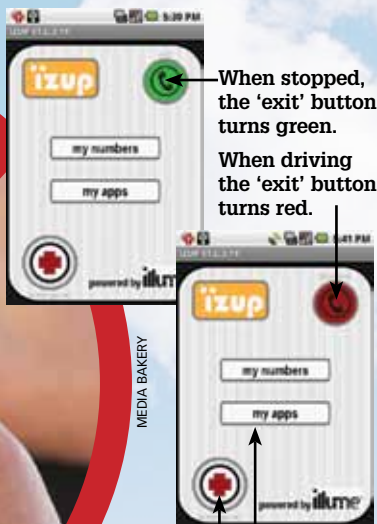 5:39 PM
izup
When stopped,
the ‘exit’ button
turns green.
my numbers
my apps
When driving
the ‘exit’ button
turns red.
powered by illum
5:41 PM
izup
MEDIA BAKERY
my numbers
my apps
powered by illume